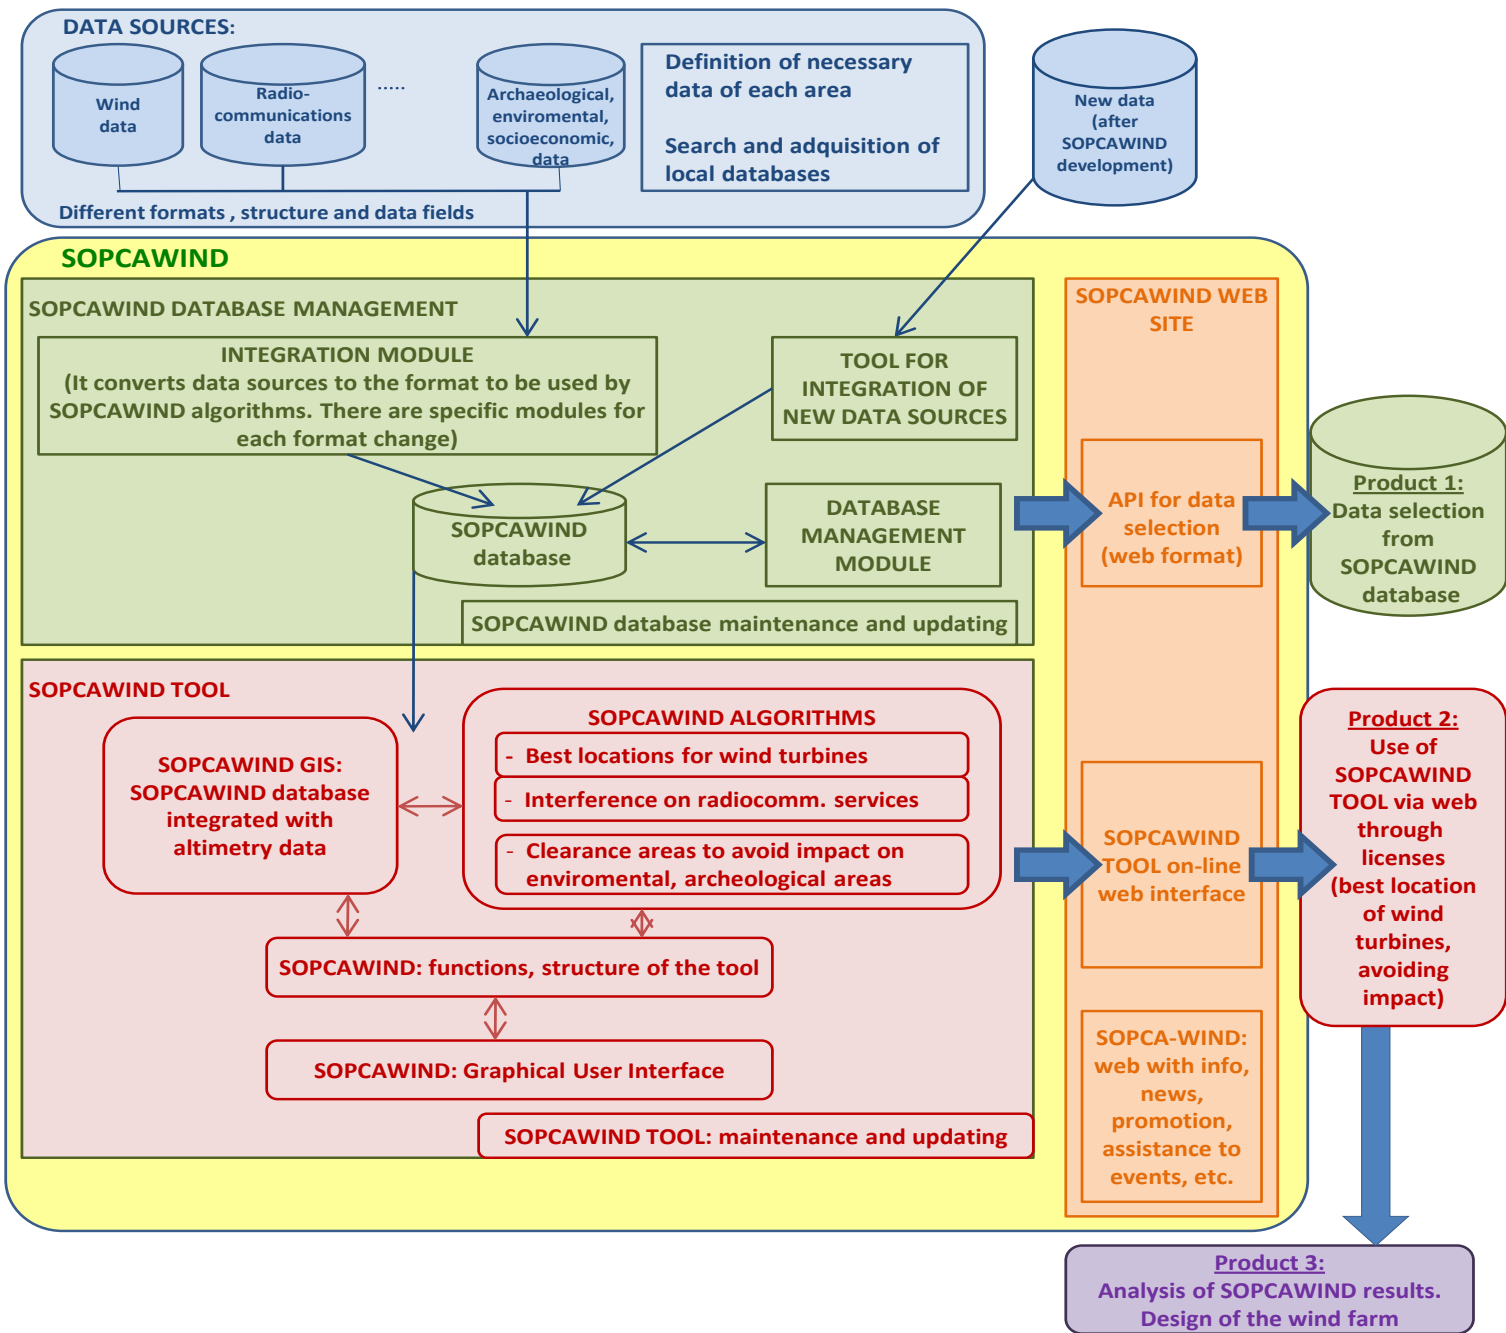 DATA SOURCES:
Wind
data
Radio-
communications
data
.....
Archaeological,
enviromental,
socioeconomic,
data
Definition of necessary
data of each area
Search and adquisition of
local databases
Different formats , structure and data fields
New data
(after
SOPCAWIND
development)
SOPCAWIND
SOPCAWIND DATABASE MANAGEMENT
INTEGRATION MODULE
(It converts data sources to the format to be used by
SOPCAWIND algorithms. There are specific modules for
each format change)
TOOL FOR
INTEGRATION OF
NEW DATA SOURCES
SOPCAWIND
database
DATABASE
MANAGEMENT
MODULE
SOPCAWIND database maintenance and updating
SOPCAWIND WEB
SITE
API for data
selection
(web format)
Product 1:
Data selection
from
SOPCAWIND
database
SOPCAWIND TOOL
SOPCAWIND GIS:
SOPCAWIND database
integrated with
altimetry data
SOPCAWIND ALGORITHMS
- Best locations for wind turbines
- Interference on radiocomm. services
- Clearance areas to avoid impact on
enviromental, archeological areas
SOPCAWIND: functions, structure of the tool
SOPCAWIND: Graphical User Interface
SOPCAWIND TOOL: maintenance and updating
SOPCAWIND
TOOL on-line
web interface
SOPCA-WIND:
web with info,
news,
promotion,
assistance to
events, etc.
Product 2:
Use of
SOPCAWIND
TOOL via web
through
licenses
(best location
of wind
turbines,
avoiding
impact)
Product 3:
Analysis of SOPCAWIND results.
Design of the wind farm